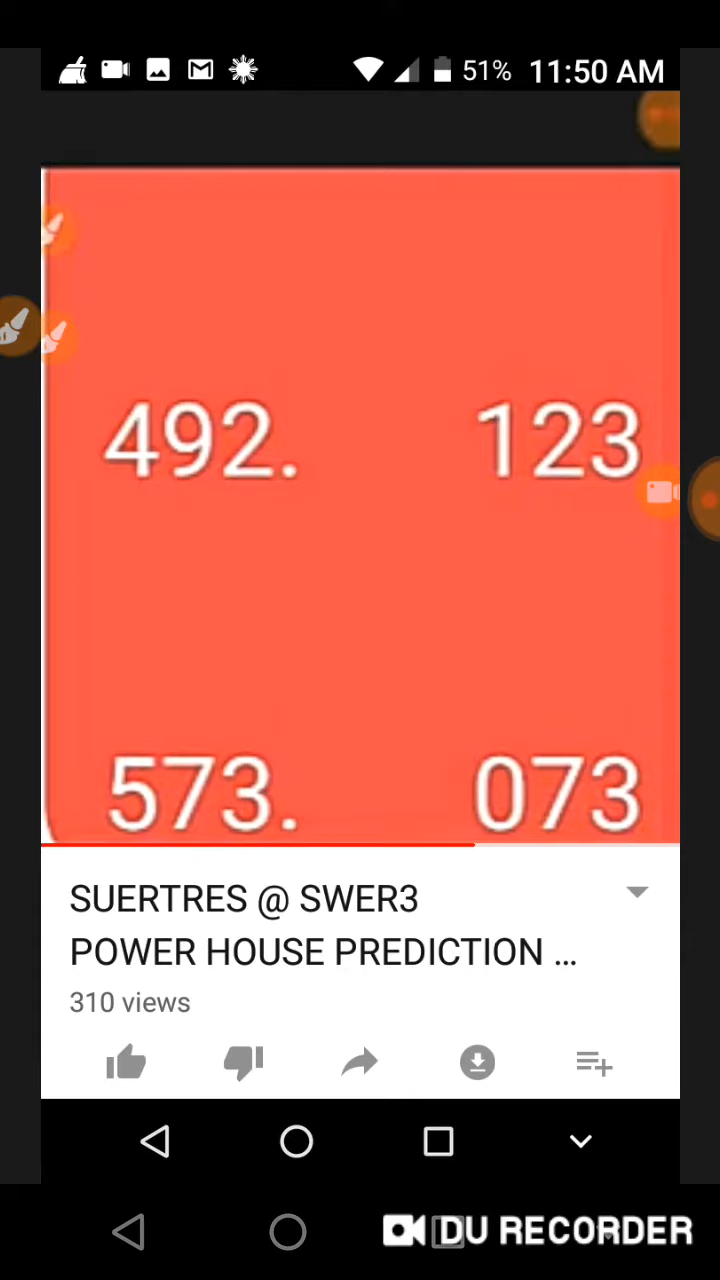 51% 11:50 AM
492. 123
573. 073
SUERTRES @ SWER3
POWER HOUSE PREDICTION ...
310 views
DU RECORDER